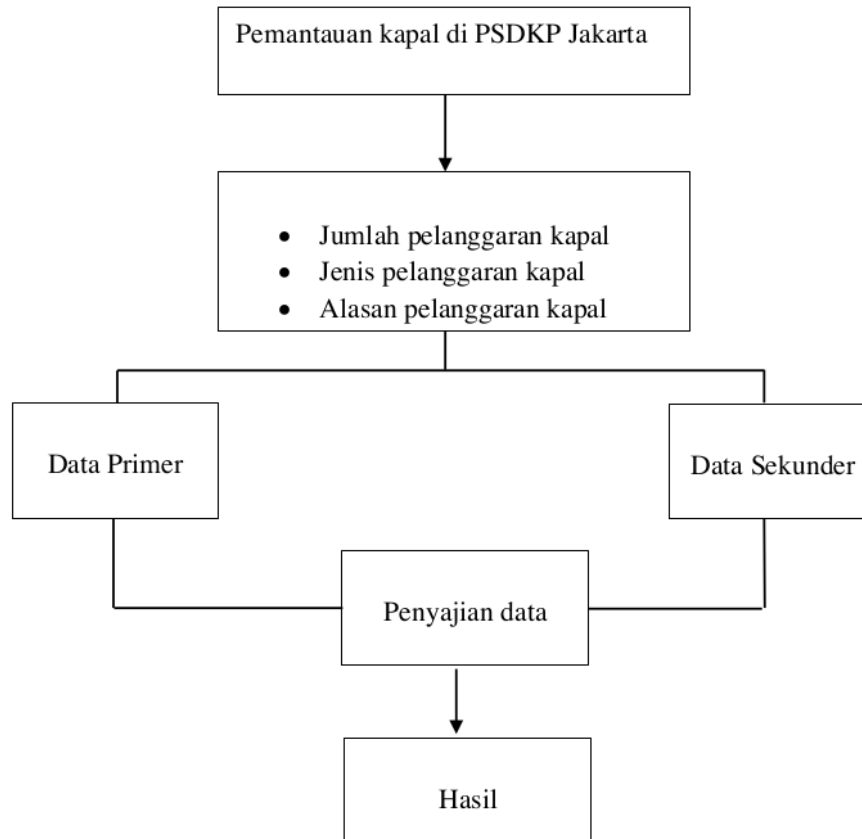 Pemantauan kapal di PSDKP Jakarta
• Jumlah pelanggaran kapal
• Jenis pelanggaran kapal
• Alasan pelanggaran kapal
Data Primer
Data Sekunder
Penyajian data
Hasil